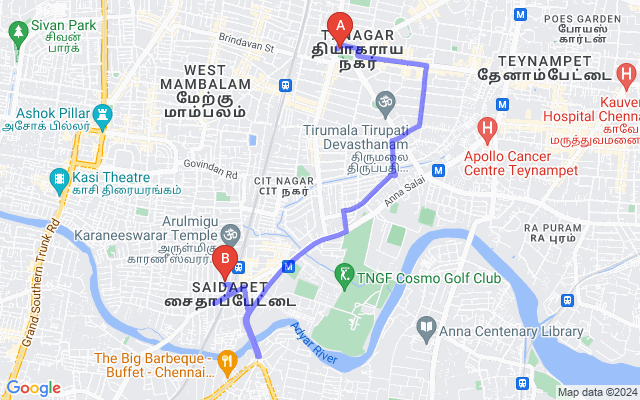 Sivan Park
சிவன்
பார்க்
Brindavan St
தியாகராய
நகர்
POES GARDEN
போயஸ்
கார்டன்
TEYNAMPET
தேனாம்பேட்டை
WEST
MAMBALAM
மேற்கு
மாம்பலம்
Ashok Pillar
அசோக் பில்லர்
Kauvery
Hospital Chenna
காவே
மருத்துவமனை
Tirumala Tirupati
Devasthanam
திருமலை
திருப்பதி...
Apollo Cancer
Centre Teynampet
Govindan Rd
Kasi Theatre
காசி திரையரங்கம்
CIT NAGAR
CIT நகர்
Anna Salai
Arulmigu
Karaneeswarar Temple
அருள்மிகு
காரணீஸ்வரர்...
RA PURAM
RA புரம்
Grand Southern Trunk Rd
A
B
SAIDAPET
சைதாப்பேட்டை
TNGF Cosmo Golf Club
Adyar River
Anna Centenary Library
The Big Barbeque -
Buffet - Chennai...
Google
Map data ©2024